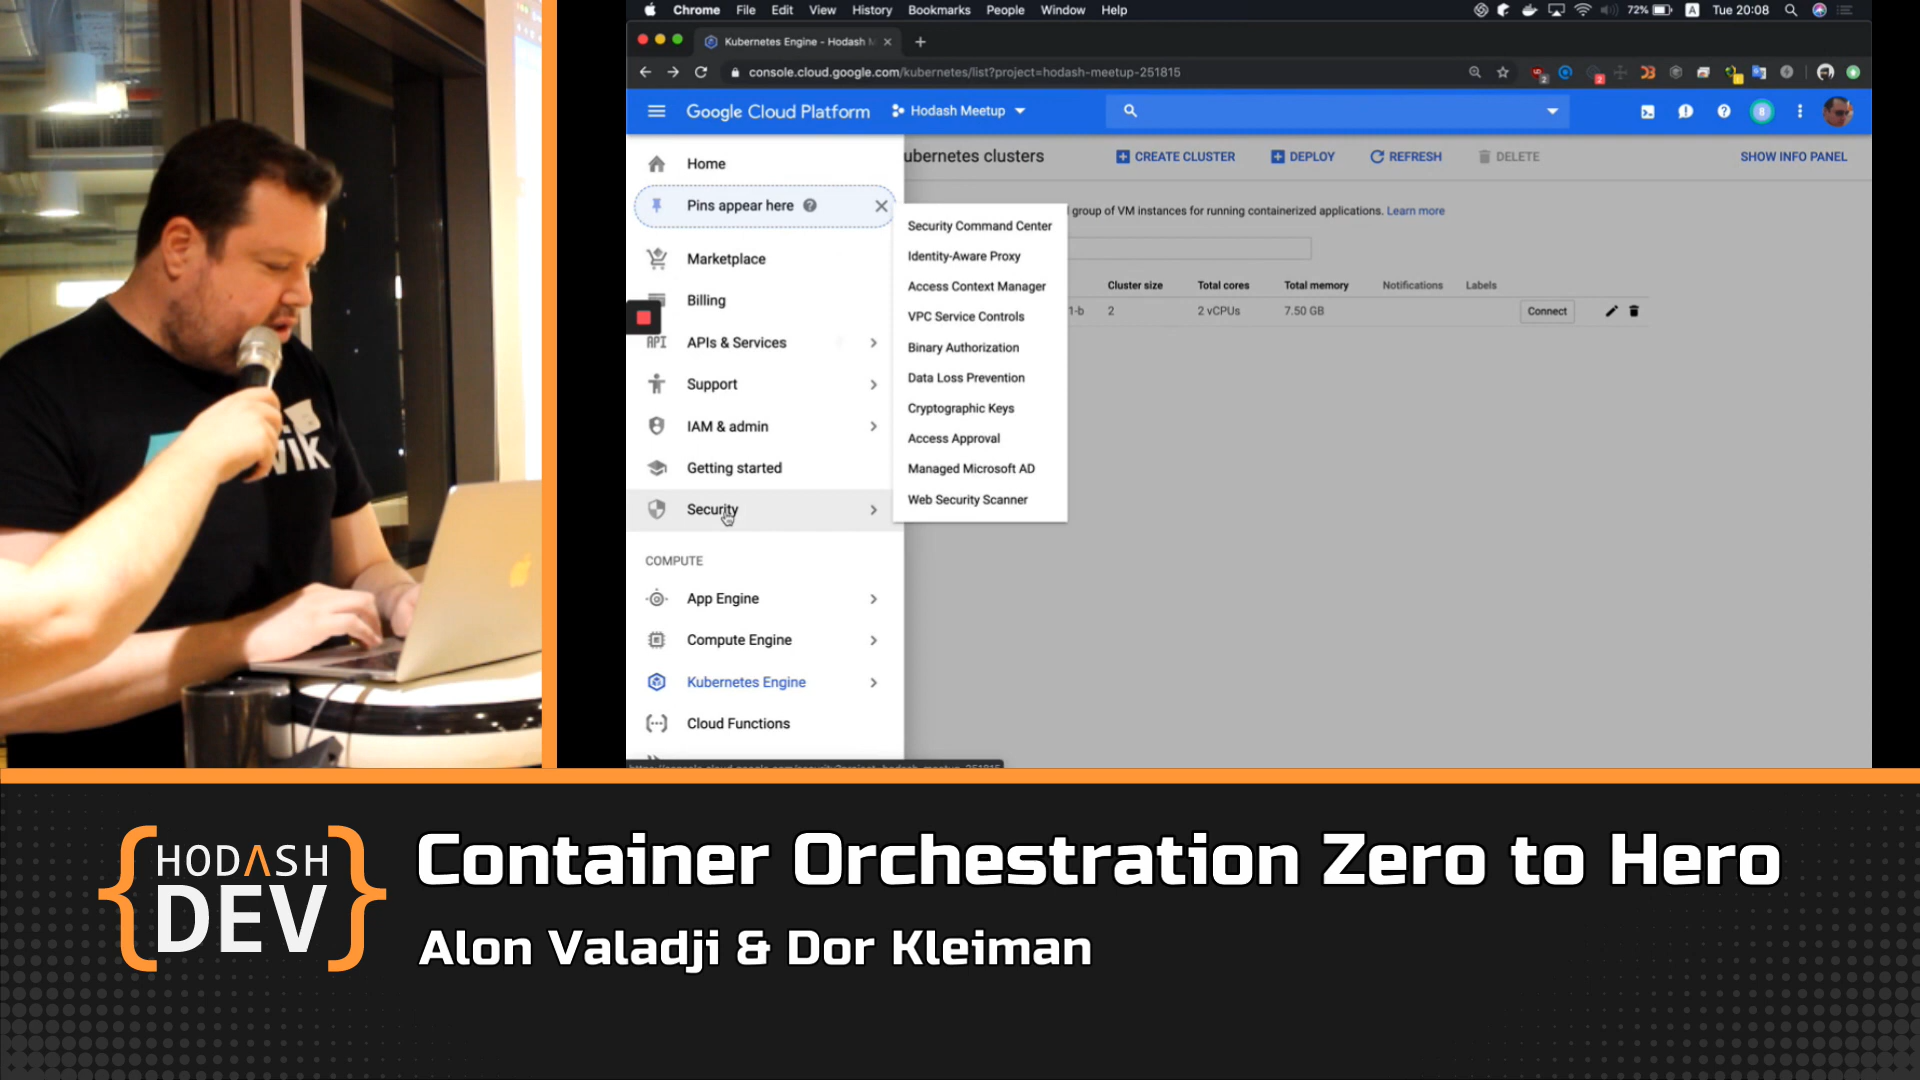 Chrome File Edit View History Bookmarks People Window Help
72% A Tue 20:08
Kubernetes Engine - Hodash M
console.cloud.google.com/kubernetes/list?project=hodash-meetup-251815
Google Cloud Platform Hodash Meetup
8
Home
Pins appear here
Marketplace
Billing
API APIs & Services
Support
IAM & admin
Getting started
Security
COMPUTE
App Engine
Compute Engine
Kubernetes Engine
Cloud Functions
Security Command Center
Identity-Aware Proxy
Access Context Manager
VPC Service Controls
Binary Authorization
Data Loss Prevention
Cryptographic Keys
Access Approval
Managed Microsoft AD
Web Security Scanner
ubernetes clusters CREATE CLUSTER DEPLOY REFRESH DELETE SHOW INFO PANEL
group of VM instances for running containerized applications. Learn more
Cluster size Total cores Total memory Notifications Labels
1-b 2 2 vCPUs 7.50 GB Connect
{HODASH
DEV}
Container Orchestration Zero to Hero
Alon Valadji & Dor Kleiman